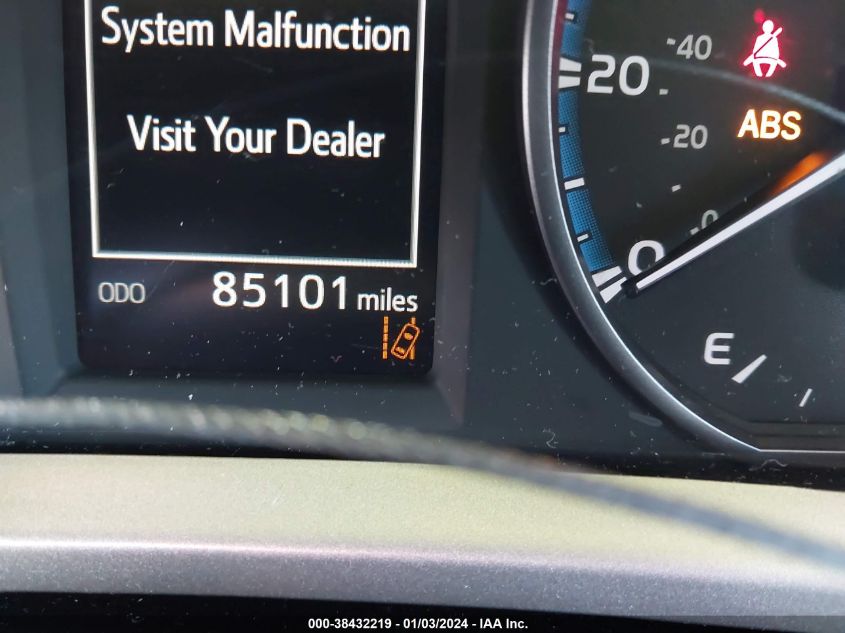 System Malfunction
Visit Your Dealer
ODO 85101 miles
20
40
20
0
0
ABS
E
000-38432219 - 01/03/2024 - IAA Inc.